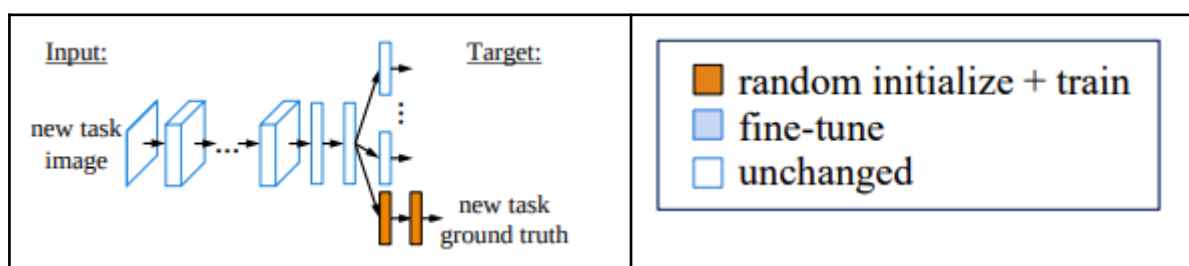 Input:
Target:
new task
image
...
⋮
new task
ground truth
random initialize + train
fine-tune
unchanged